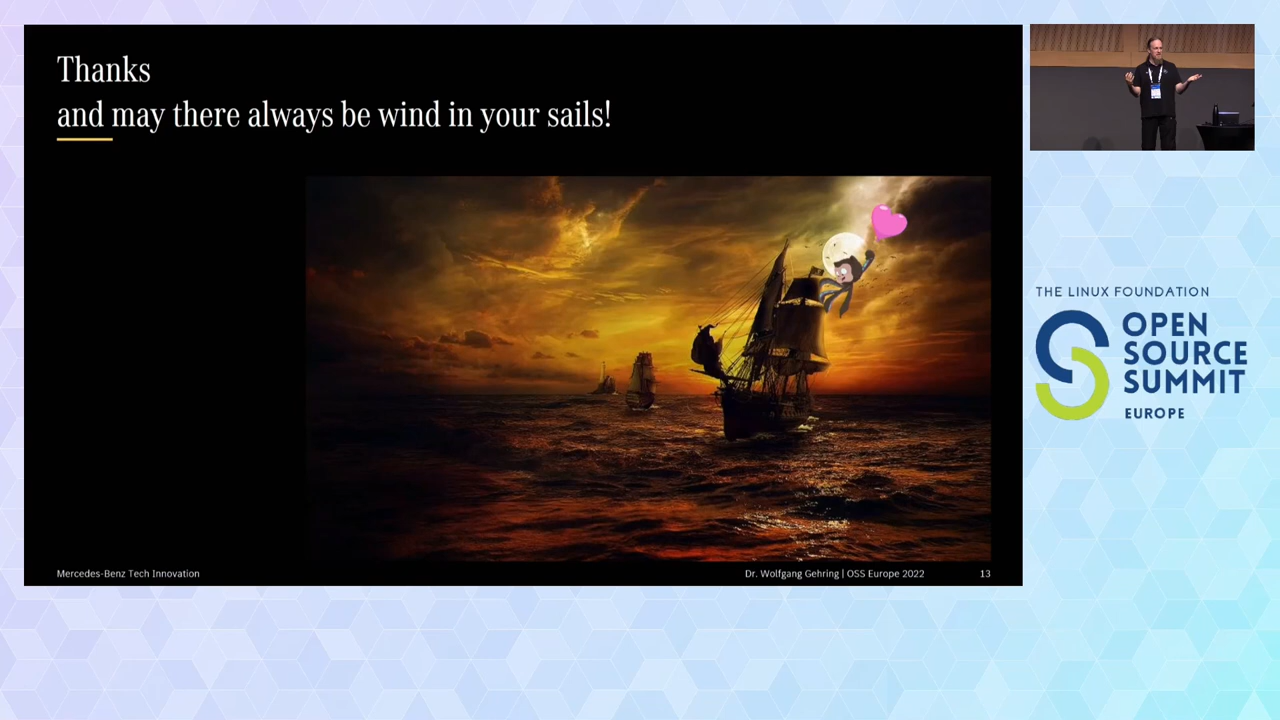 Thanks
and may there always be wind in your sails!
Mercedes-Benz Tech Innovation
Dr. Wolfgang Gehring | OSS Europe 2022
13
THE LINUX FOUNDATION
OPEN
SOURCE
SUMMIT
EUROPE